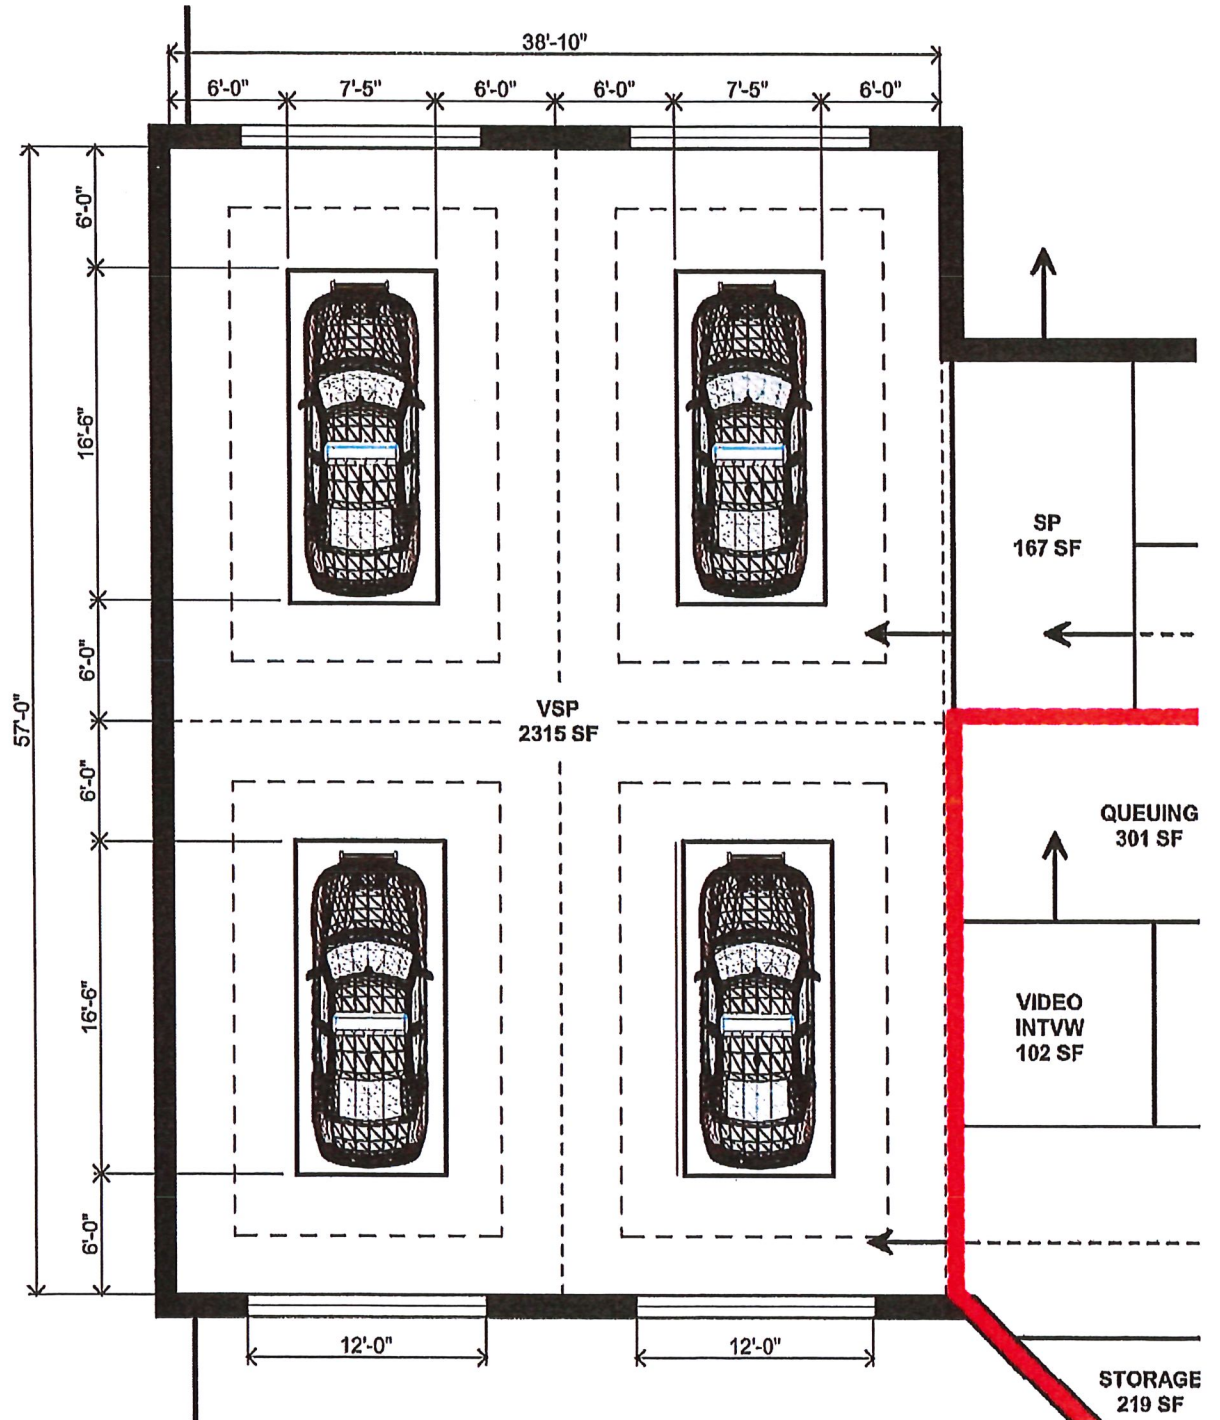 38'-10"
6'-0"
7'-5"
6'-0"
6'-0"
7'-5"
6'-0"
6'-0"
16'-6"
6'-0"
57'-0"
6'-0"
16'-6"
6'-0"
SP
167 SF
VSP
2315 SF
QUEUING
301 SF
VIDEO
INTVW
102 SF
12'-0"
12'-0"
STORAGE
219 SF